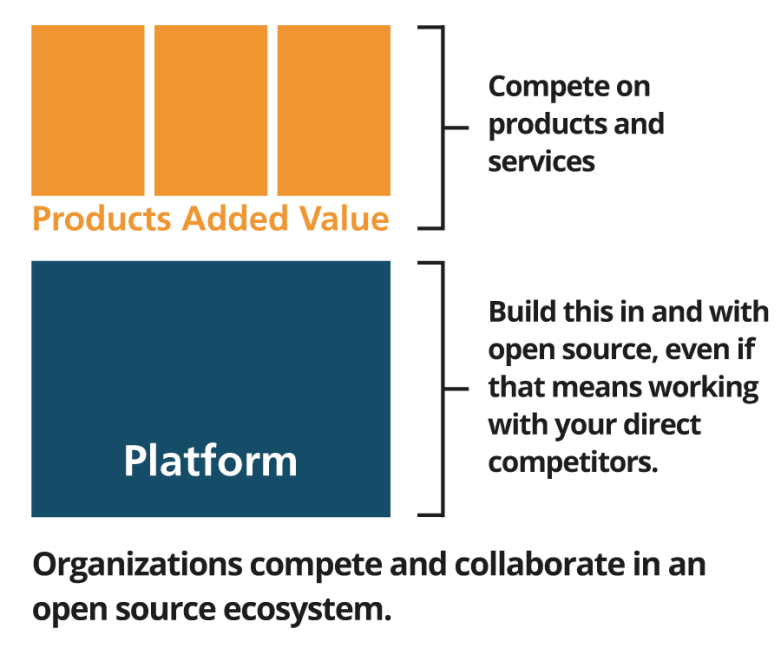 Compete on
products and
services
Products Added Value
Build this in and with
open source, even if
that means working
with your direct
competitors.
Platform
Organizations compete and collaborate in an
open source ecosystem.